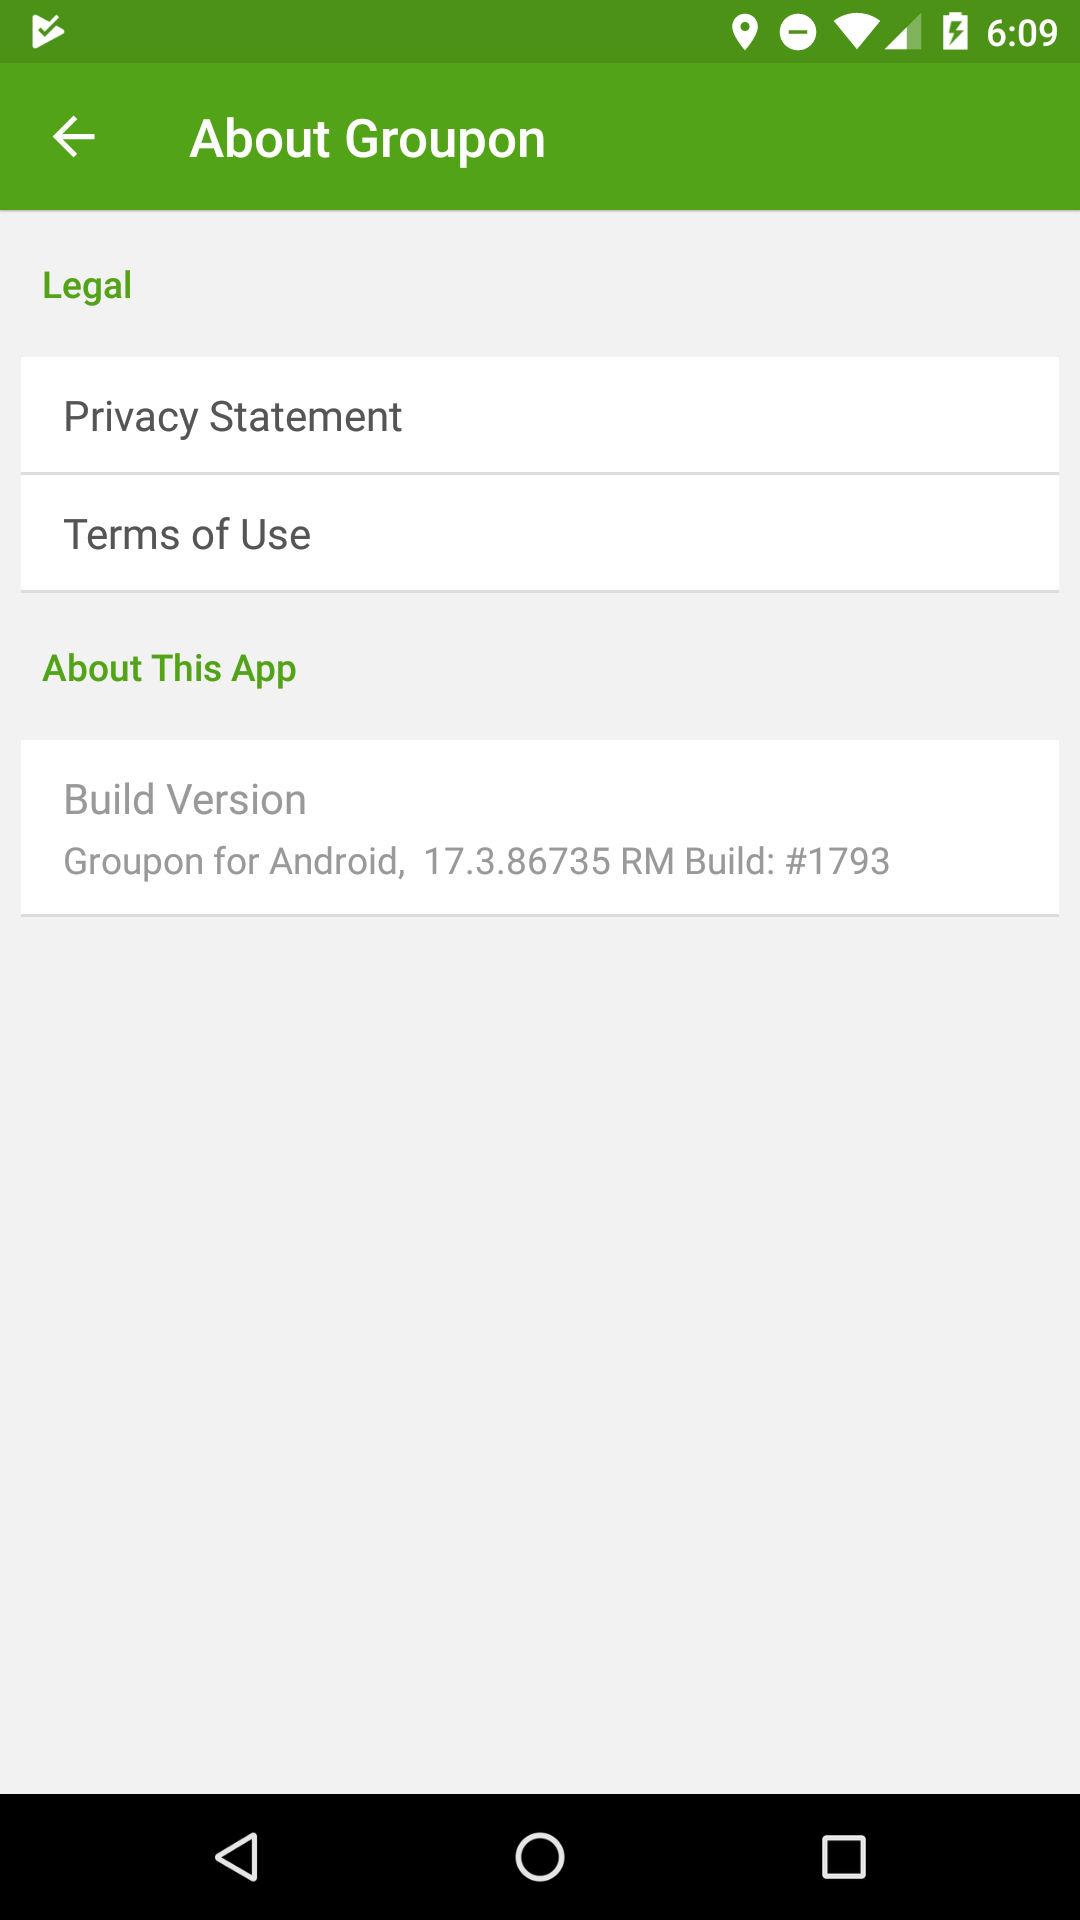 6:09
About Groupon
Legal
Privacy Statement
Terms of Use
About This App
Build Version
Groupon for Android,  17.3.86735 RM Build: #1793